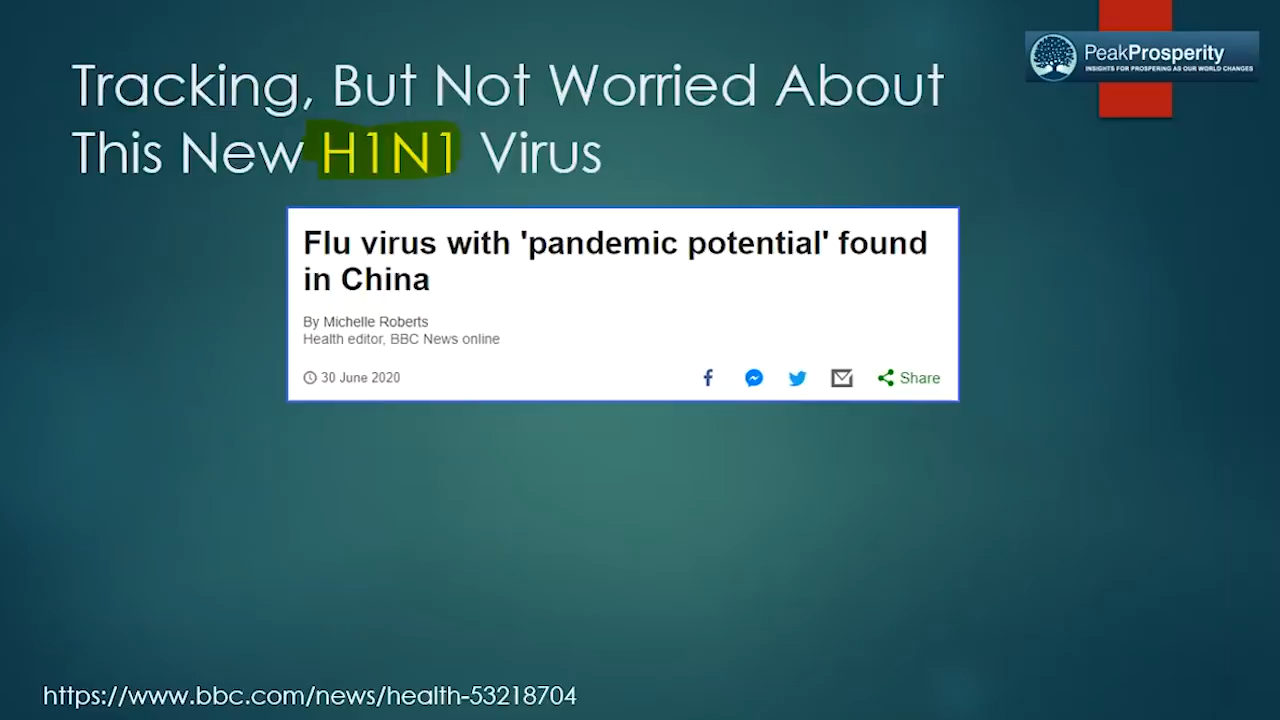 PeakProsperity
INSIGHTS FOR PROSPERING AS OUR WORLD CHANGES
Tracking, But Not Worried About
This New H1N1 Virus
Flu virus with 'pandemic potential' found
in China
By Michelle Roberts
Health editor, BBC News online
30 June 2020
Share
https://www.bbc.com/news/health-53218704